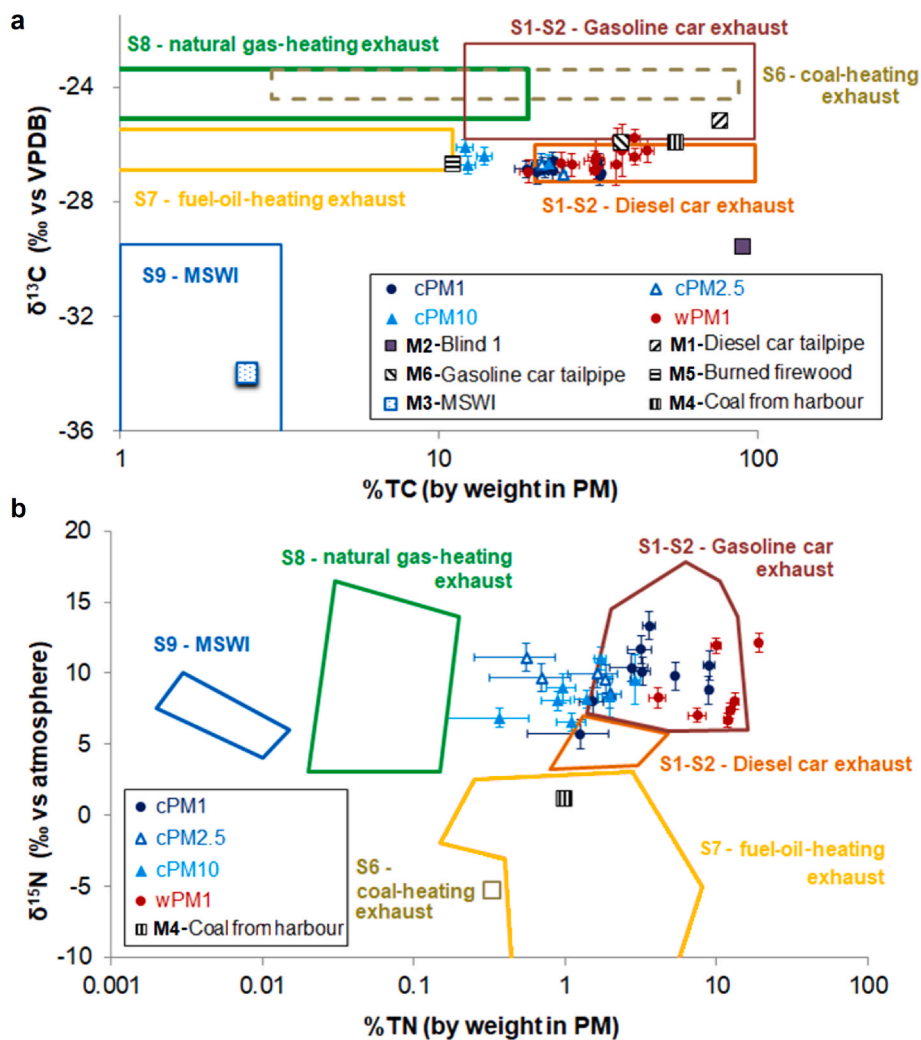 a
S8 - natural gas-heating exhaust
S1-S2 - Gasoline car exhaust
S6 - coal-heating
exhaust
S7 - fuel-oil-heating exhaust
S1-S2 - Diesel car exhaust
S9 - MSWI
-24
-28
-32
-36
δ¹³C (‰ vs VPDB)
cPM1
cPM2.5
cPM10
wPM1
M2-Blind 1
M1-Diesel car tailpipe
M6-Gasoline car tailpipe
M5-Burned firewood
M3-MSWI
M4-Coal from harbour
1
10
100
%TC (by weight in PM)
b
20
15
10
5
0
-5
-10
δ¹⁵N (‰ vs atmosphere)
S8 - natural gas-heating
exhaust
S1-S2 - Gasoline car
exhaust
S9 - MSWI
S1-S2 - Diesel car exhaust
S7 - fuel-oil-heating
exhaust
S6 -
coal-heating
exhaust
cPM1
cPM2.5
cPM10
wPM1
M4-Coal from harbour
0.001
0.01
0.1
1
10
100
%TN (by weight in PM)